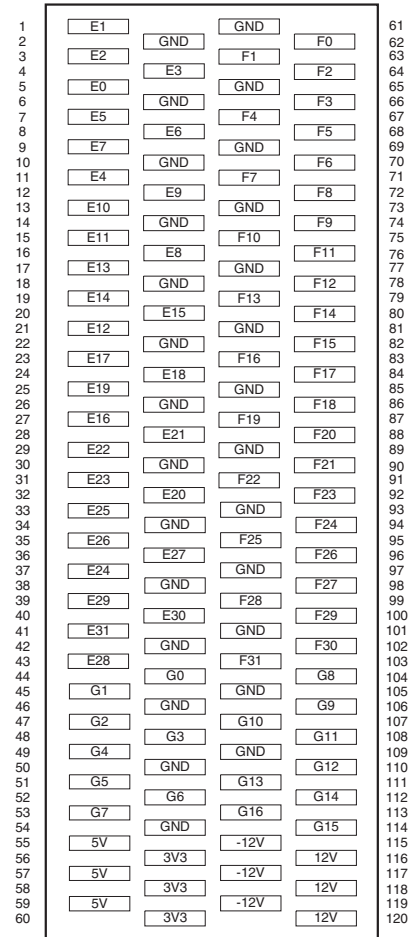 1 E1 GND 61
2 GND F0 62
3 E2 F1 63
4 E3 F2 64
5 E0 GND 65
6 GND F3 66
7 E5 F4 67
8 E6 F5 68
9 E7 GND 69
10 GND F6 70
11 E4 F7 71
12 E9 F8 72
13 E10 GND 73
14 GND F9 74
15 E11 F10 75
16 E8 F11 76
17 E13 GND 77
18 GND F12 78
19 E14 F13 79
20 E15 F14 80
21 E12 GND 81
22 GND F15 82
23 E17 F16 83
24 E18 F17 84
25 E19 GND 85
26 GND F18 86
27 E16 F19 87
28 E21 F20 88
29 E22 GND 89
30 GND F21 90
31 E23 F22 91
32 E20 F23 92
33 E25 GND 93
34 GND F24 94
35 E26 F25 95
36 E27 F26 96
37 E24 GND 97
38 GND F27 98
39 E29 F28 99
40 E30 F29 100
41 E31 GND 101
42 GND F30 102
43 E28 F31 103
44 G0 G8 104
45 G1 GND 105
46 GND G9 106
47 G2 G10 107
48 G3 G11 108
49 G4 GND 109
50 GND G12 110
51 G5 G13 111
52 G6 G14 112
53 G7 G16 113
54 GND G15 114
55 5V -12V 115
56 3V3 12V 116
57 5V -12V 117
58 3V3 12V 118
59 5V -12V 119
60 3V3 12V 120